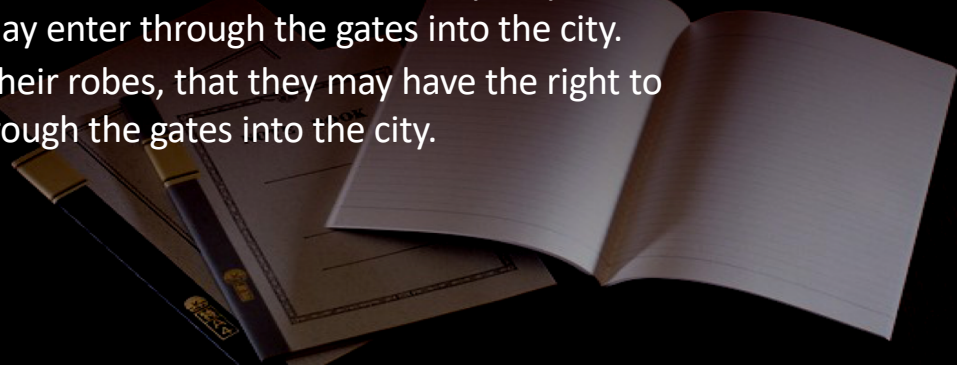 ay enter through the gates into the city.
heir robes, that they may have the right to
rough the gates into the city.